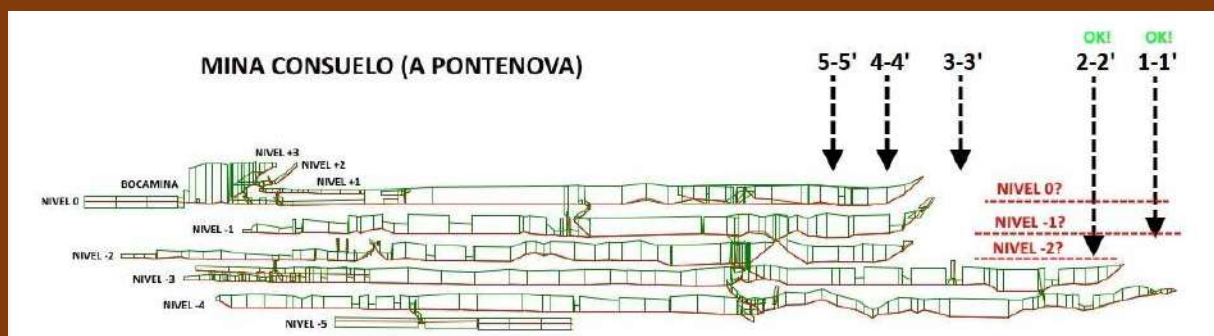 OK! OK!
MINA CONSUELO (A PONTENOVA) 5-5' 4-4' 3-3' 2-2' 1-1'
NIVEL +3
NIVEL +2
BOCAMINA NIVEL +1
NIVEL 0 NIVEL 0?
NIVEL -1 NIVEL -1?
NIVEL -2 NIVEL -2?
NIVEL -3
NIVEL -4
NIVEL -5